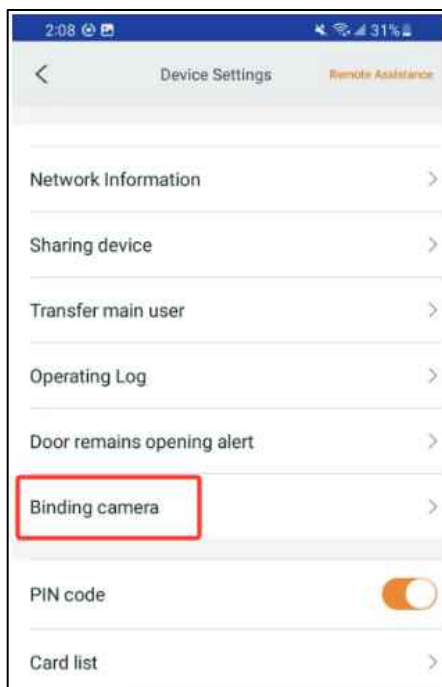 2:08
31%
Device Settings
Remote Assistance
Network Information
Sharing device
Transfer main user
Operating Log
Door remains opening alert
Binding camera
PIN code
Card list